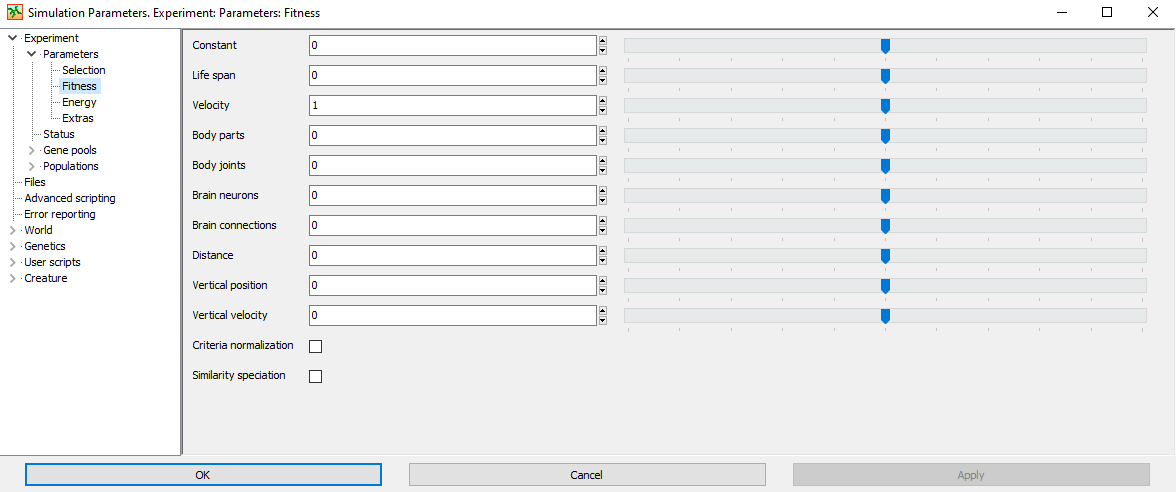 Simulation Parameters. Experiment: Parameters: Fitness
Experiment
Parameters
Selection
Fitness
Energy
Extras
Status
Gene pools
Populations
Files
Advanced scripting
Error reporting
World
Genetics
User scripts
Creature
Constant 0
Life span 0
Velocity 1
Body parts 0
Body joints 0
Brain neurons 0
Brain connections 0
Distance 0
Vertical position 0
Vertical velocity 0
Criteria normalization
Similarity speciation
OK Cancel Apply